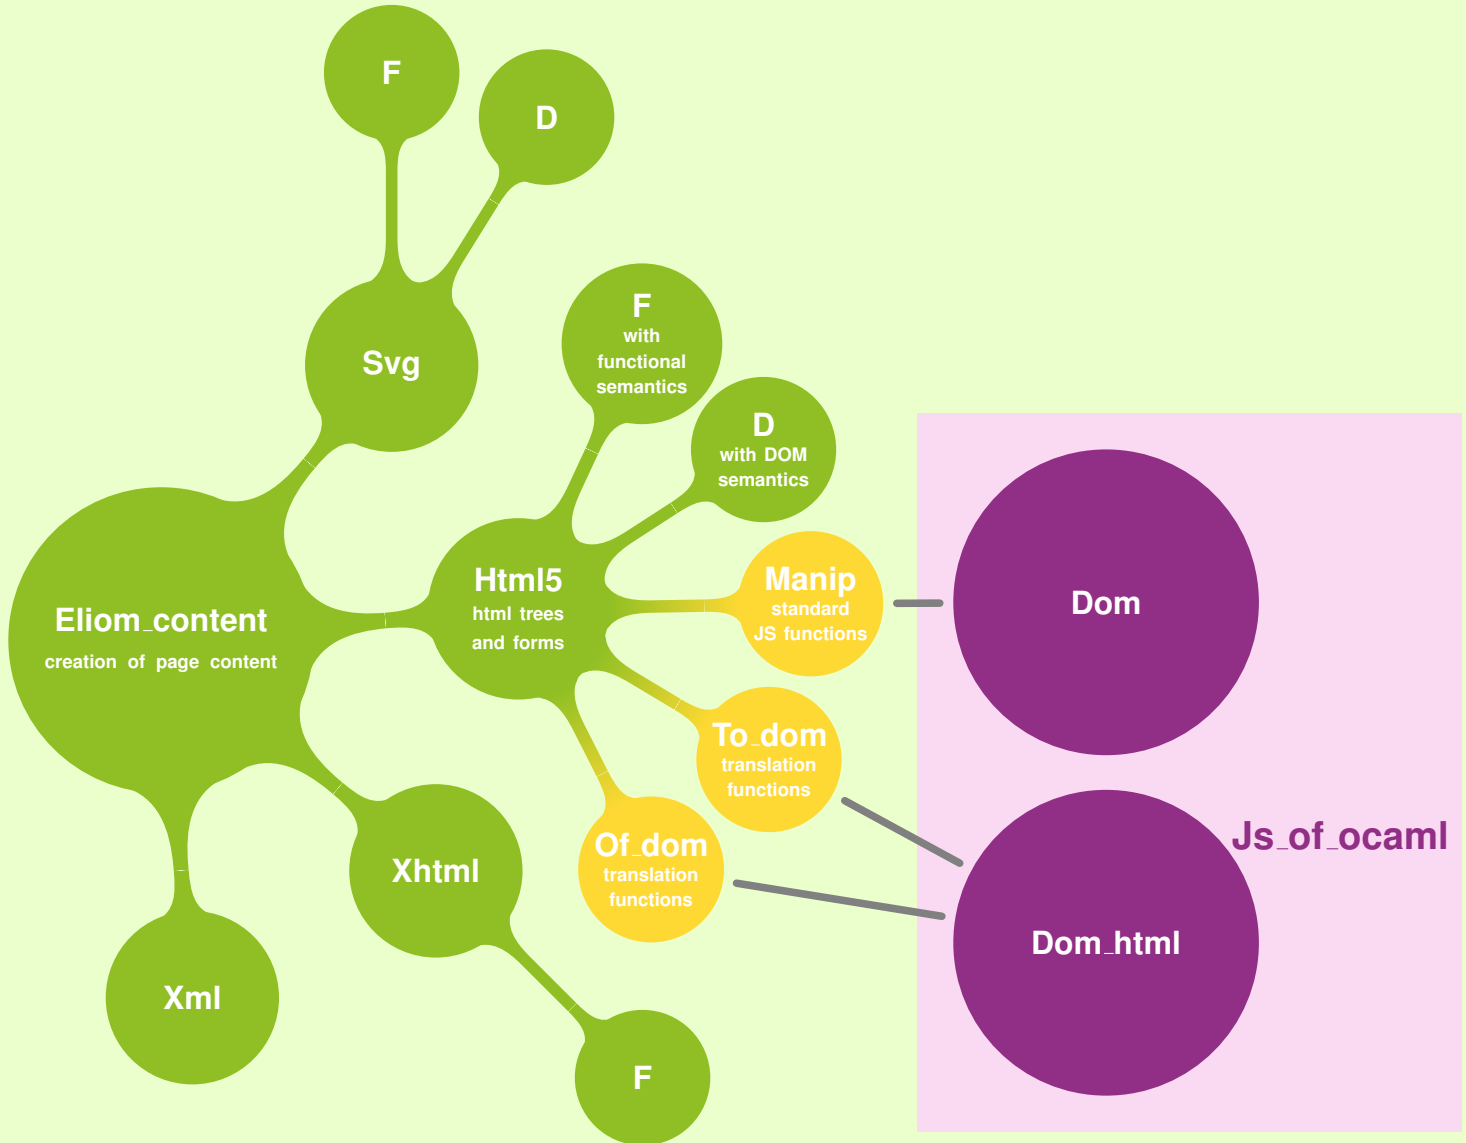 F
D
Svg
F
with
functional
semantics
D
with DOM
semantics
Html5
html trees
and forms
Manip
standard
JS functions
Dom
Eliom_content
creation of page content
To_dom
translation
functions
Of_dom
translation
functions
Js_of_ocaml
Xhtml
Dom_html
Xml
F